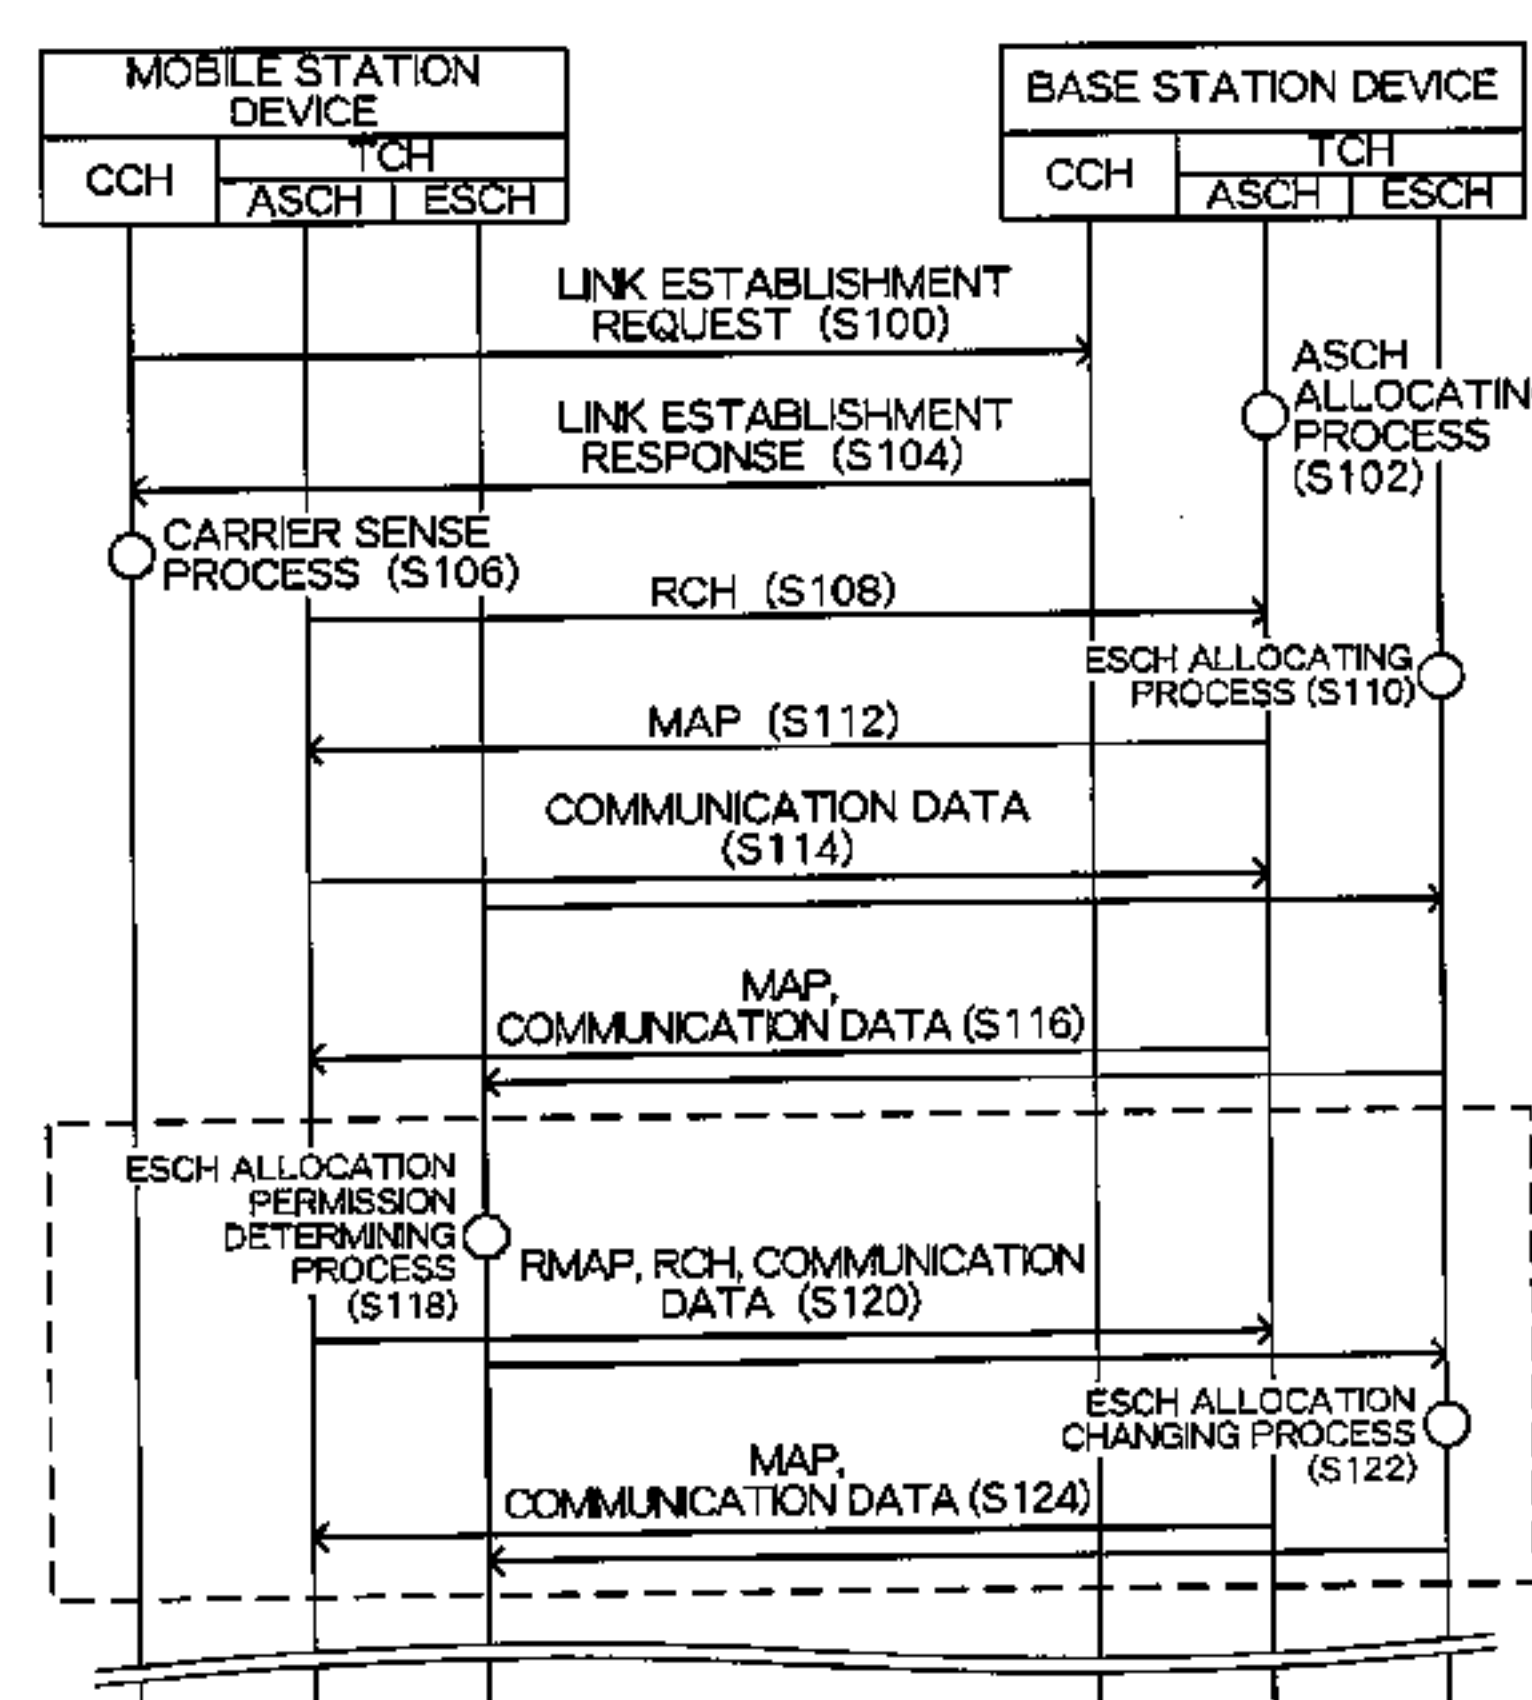 MOBILE STATION
DEVICE
CCH
TCH
ASCH
ESCH
BASE STATION DEVICE
CCH
TCH
ASCH
ESCH
LINK ESTABLISHMENT
REQUEST (S100)
ASCH
ALLOCATIN
PROCESS
(S102)
LINK ESTABLISHMENT
RESPONSE (S104)
CARRIER SENSE
PROCESS (S106)
RCH (S108)
ESCH ALLOCATING
PROCESS (S110)
MAP (S112)
COMMUNICATION DATA
(S114)
MAP,
COMMUNICATION DATA (S116)
ESCH ALLOCATION
PERMISSION
DETERMINING
PROCESS
(S118)
RMAP, RCH, COMMUNICATION
DATA (S120)
ESCH ALLOCATION
CHANGING PROCESS
(S122)
MAP,
COMMUNICATION DATA (S124)